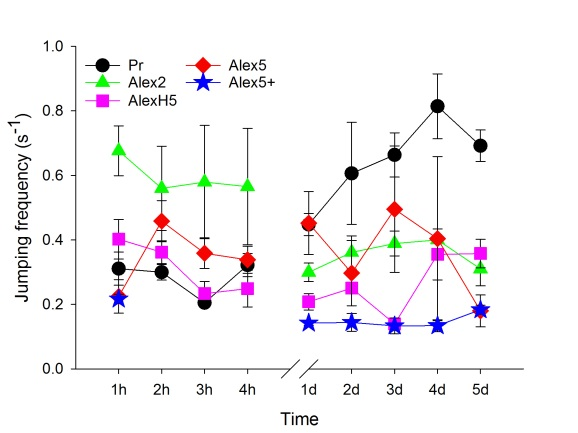 1.0
0.8
0.6
0.4
0.2
0.0
Jumping frequency (s-1)
Pr
Alex2
AlexH5
Alex5
Alex5+
1h 2h 3h 4h 1d 2d 3d 4d 5d
Time